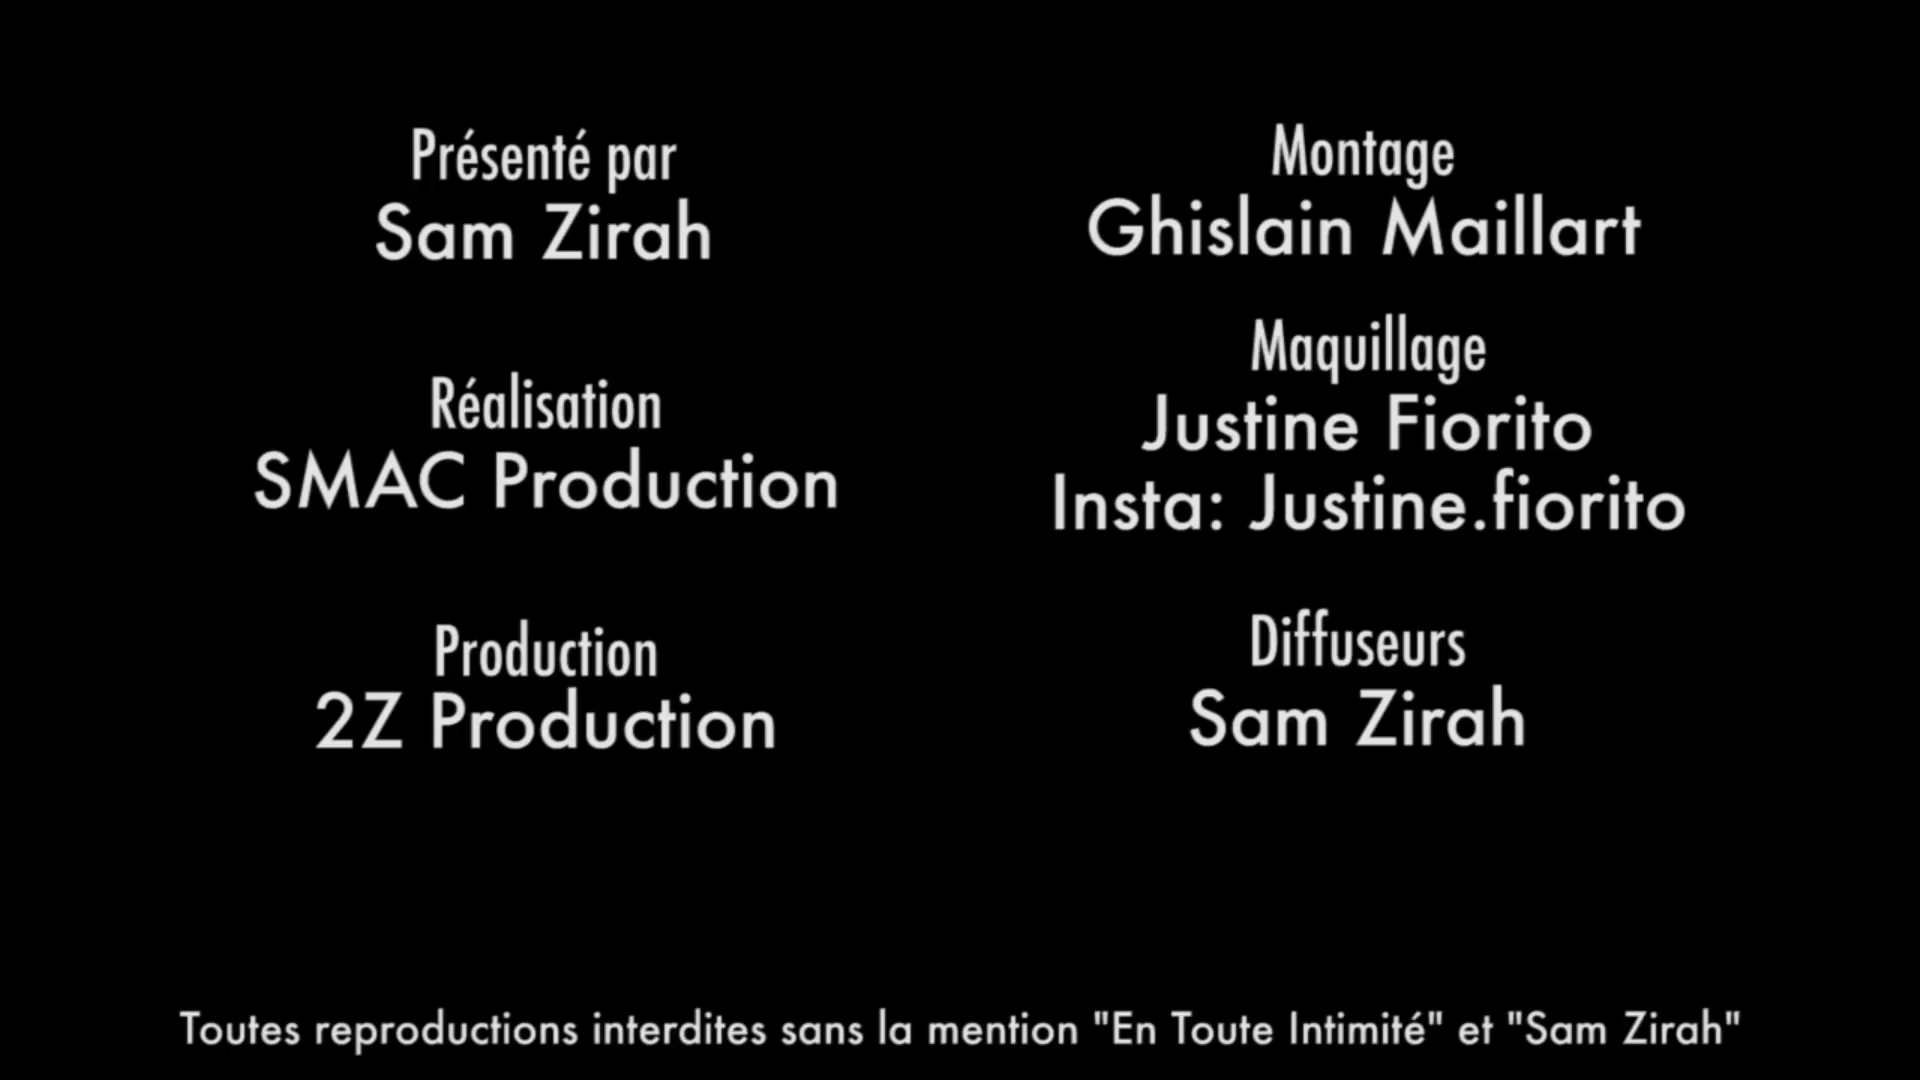 Présenté par
Sam Zirah
Réalisation
SMAC Production
Production
2Z Production
Montage
Ghislain Maillart
Maquillage
Justine Fiorito
Insta: Justine.fiorito
Diffuseurs
Sam Zirah
Toutes reproductions interdites sans la mention "En Toute Intimité" et "Sam Zirah"